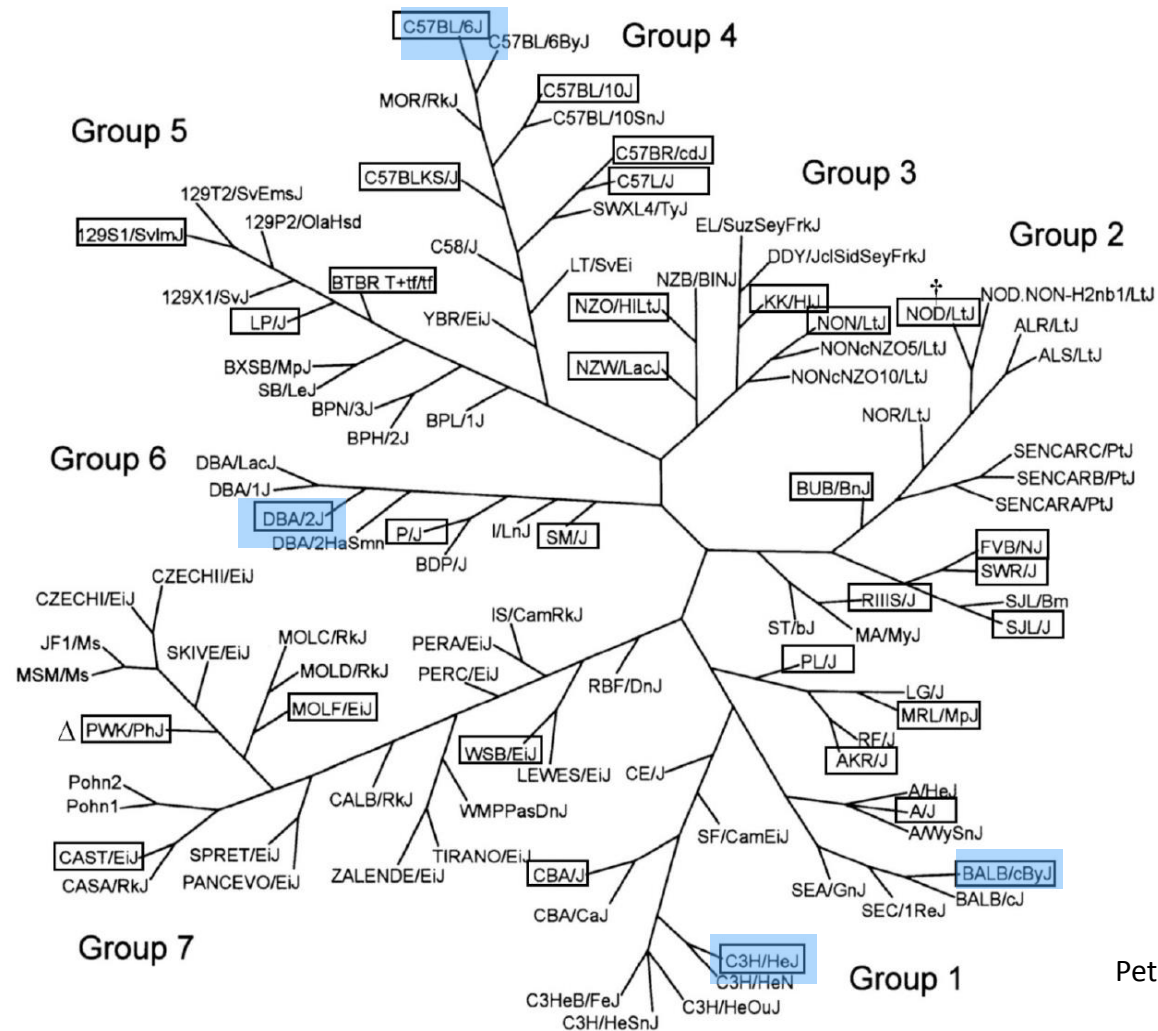 C57BL/6J
C57BL/6ByJ
Group 4
MOR/RkJ
C57BL/10J
C57BL/10SnJ
Group 5
C57BR/cdJ
C57BLKS/J
C57L/J
SWXL4/TyJ
Group 3
129T2/SvEmsJ
129P2/OlaHsd
129S1/SvImJ
C58/J
LT/SvEi
EL/SuzSeyFrkJ
DDY/JclSidSeyFrkJ
Group 2
BTBR T+tf/tf
129X1/SvJ
LP/J
YBR/EiJ
NZB/BINJ
NZO/HILtJ
KK/HIJ
NON/LtJ
†
NOD/LtJ
NOD.NON-H2nb1/LtJ
ALR/LtJ
ALS/LtJ
NONcNZO5/LtJ
NZW/LacJ
NONcNZO10/LtJ
BXSB/MpJ
SB/LeJ
BPN/3J
BPH/2J
BPL/1J
NOR/LtJ
Group 6
DBA/LacJ
DBA/1J
DBA/2J
DBA/2HaSmn
P/J
BDP/J
I/LnJ
SM/J
BUB/BnJ
SENCARC/PtJ
SENCARB/PtJ
SENCARA/PtJ
FVB/NJ
SWR/J
SJL/Bm
SJL/J
RIIIS/J
ST/bJ
MA/MyJ
CZECHII/EiJ
CZECHI/EiJ
JF1/Ms
MSM/Ms
SKIVE/EiJ
MOLC/RkJ
MOLD/RkJ
MOLF/EiJ
IS/CamRkJ
PERA/EiJ
PERC/EiJ
RBF/DnJ
PL/J
LG/J
MRL/MpJ
RF/J
AKR/J
Δ PWK/PhJ
WSB/EiJ
LEWES/EiJ
CE/J
Pohn2
Pohn1
CALB/RkJ
WMPPasDnJ
A/HeJ
A/J
A/WySnJ
SF/CamEiJ
CAST/EiJ
CASA/RkJ
SPRET/EiJ
PANCEVO/EiJ
ZALENDE/EiJ
TIRANO/EiJ
CBA/J
CBA/CaJ
SEA/GnJ
SEC/1ReJ
BALB/cByJ
BALB/cJ
Group 7
C3H/HeJ
C3H/HeN
Group 1
Pet
C3HeB/FeJ
C3H/HeSnJ
C3H/HeOuJ